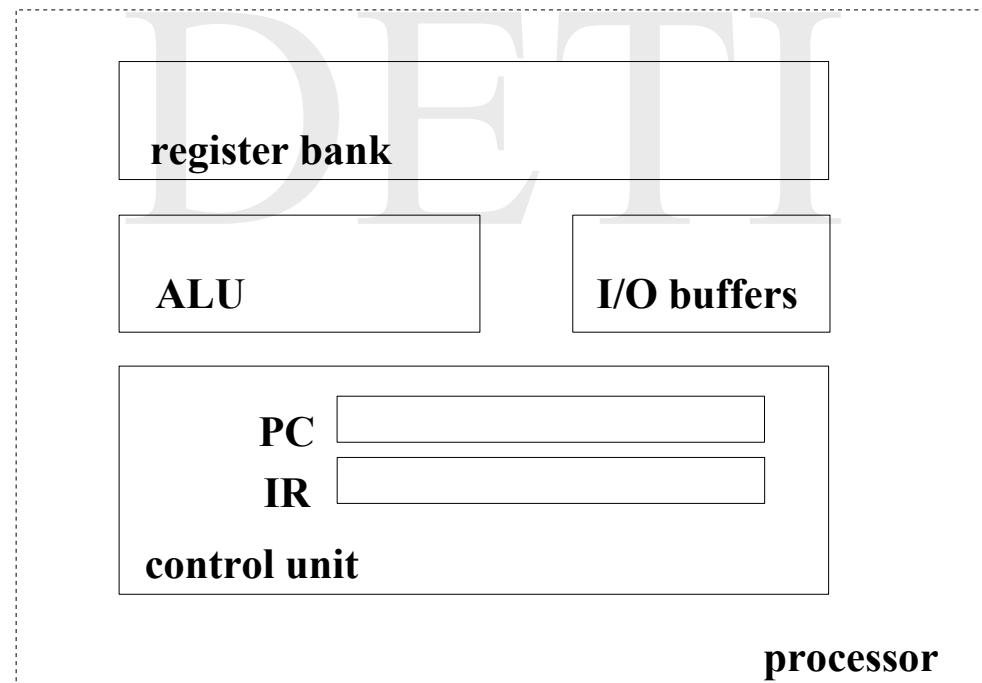 DETI
register bank
ALU
I/O buffers
PC
IR
control unit
processor